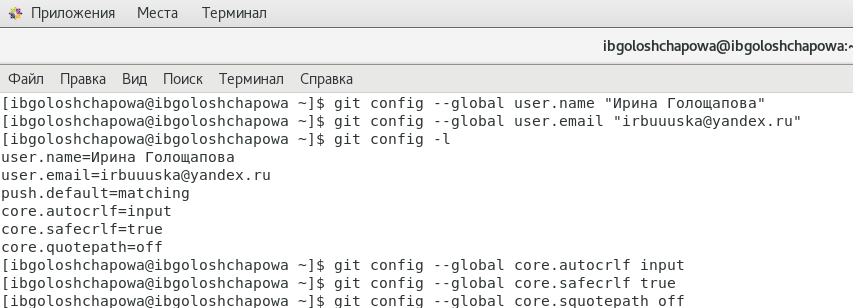 Приложения Места Терминал
ibgoloshchapowa@ibgoloshchapowa:~
Файл Правка Вид Поиск Терминал Справка
[ibgoloshchapowa@ibgoloshchapowa ~]$ git config --global user.name "Ирина Голощапова"
[ibgoloshchapowa@ibgoloshchapowa ~]$ git config --global user.email "irbuuuska@yandex.ru"
[ibgoloshchapowa@ibgoloshchapowa ~]$ git config -l
user.name=Ирина Голощапова
user.email=irbuuuska@yandex.ru
push.default=matching
core.autocrlf=input
core.safecrlf=true
core.quotepath=off
[ibgoloshchapowa@ibgoloshchapowa ~]$ git config --global core.autocrlf input
[ibgoloshchapowa@ibgoloshchapowa ~]$ git config --global core.safecrlf true
[ibgoloshchapowa@ibgoloshchapowa ~]$ git config --global core.squotepath off